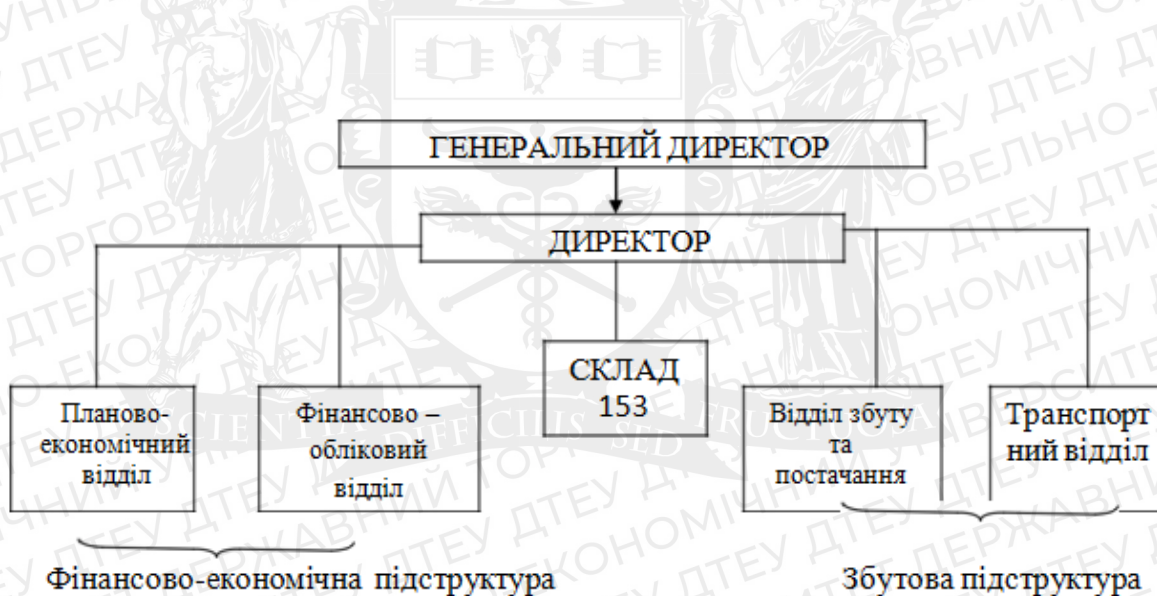 ГЕНЕРАЛЬНИЙ ДИРЕКТОР
ДИРЕКТОР
СКЛАД
153
Планово-
економічний
відділ
Фінансово –
обліковий
відділ
Відділ збуту
та
постачання
Транспорт
ний відділ
Фінансово-економічна підструктура
Збутова підструктура